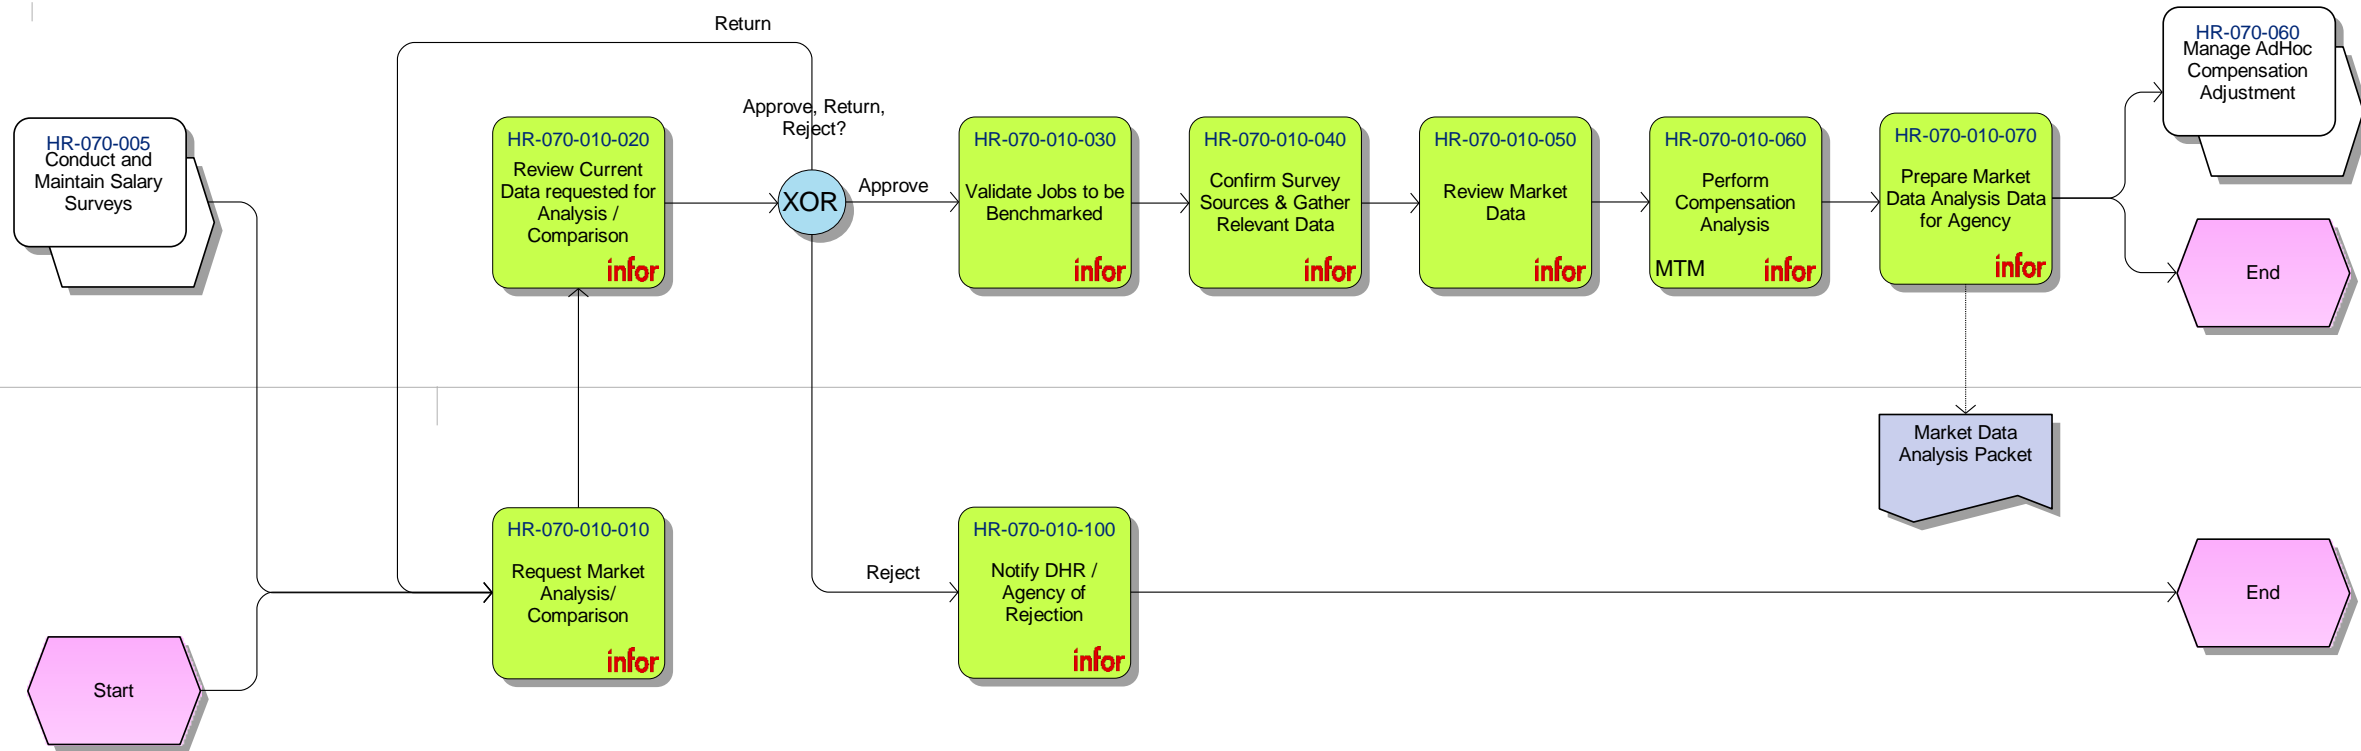 Return
HR-070-060
Manage AdHoc
Compensation
Adjustment
Approve, Return,
Reject?
HR-070-005
Conduct and
Maintain Salary
Surveys
HR-070-010-020
Review Current
Data requested for
Analysis /
Comparison
infor
XOR
Approve
HR-070-010-030
Validate Jobs to be
Benchmarked
infor
HR-070-010-040
Confirm Survey
Sources & Gather
Relevant Data
infor
HR-070-010-050
Review Market
Data
infor
HR-070-010-060
Perform
Compensation
Analysis
MTM
infor
HR-070-010-070
Prepare Market
Data Analysis Data
for Agency
infor
End
Market Data
Analysis Packet
HR-070-010-010
Request Market
Analysis/
Comparison
infor
Reject
HR-070-010-100
Notify DHR /
Agency of
Rejection
infor
End
Start